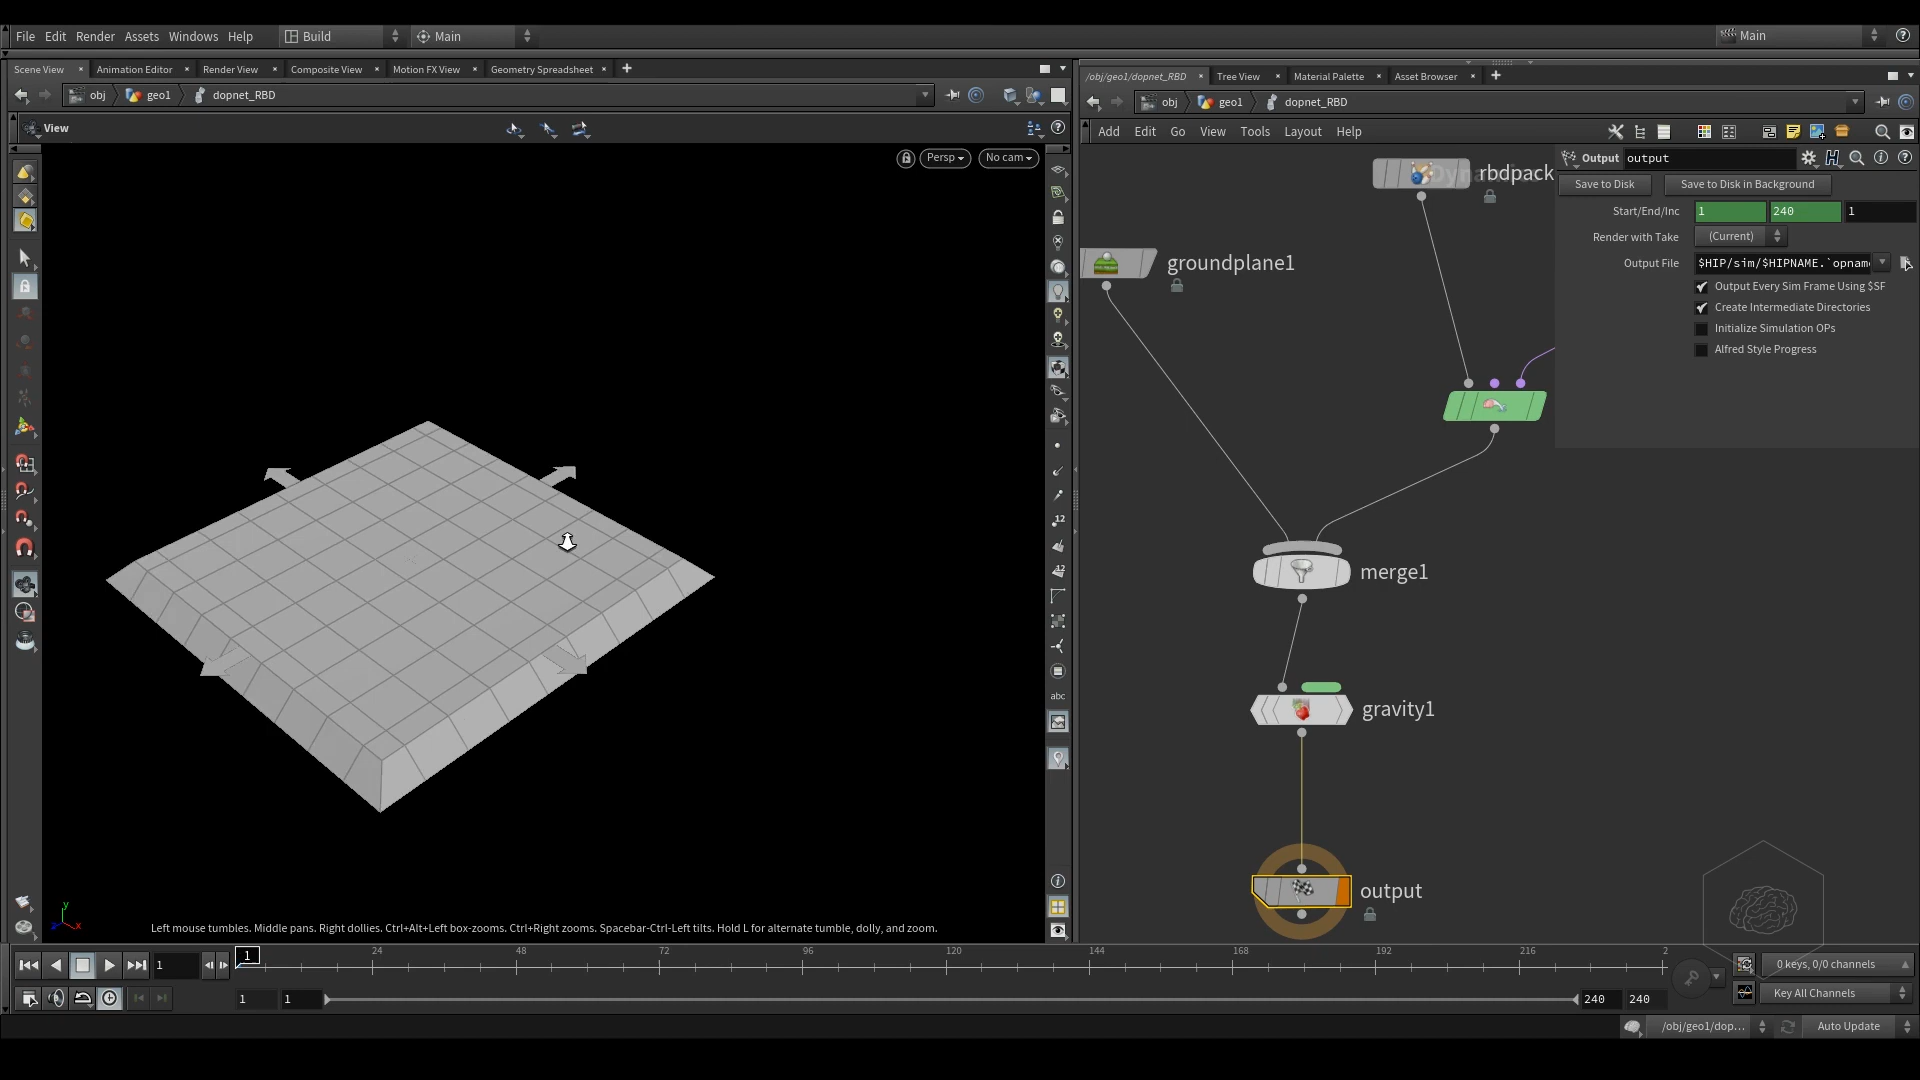 File Edit Render Assets Windows Help Build Main Main
Scene View Animation Editor Render View Composite View Motion FX View Geometry Spreadsheet
obj geo1 dopnet_RBD
View
Persp No cam
12
12
abc
y
z x
Left mouse tumbles. Middle pans. Right dollies. Ctrl+Alt+Left box-zooms. Ctrl+Right zooms. Spacebar-Ctrl-Left tilts. Hold L for alternate tumble, dolly, and zoom.
/obj/geo1/dopnet_RBD Tree View Material Palette Asset Browser
obj geo1 dopnet_RBD
Add Edit Go View Tools Layout Help
rbdpack
groundplane1
merge1
gravity1
output
Output output
Save to Disk Save to Disk in Background
Start/End/Inc 1 240 1
Render with Take (Current)
Output File $HIP/sim/$HIPNAME.`opname
Output Every Sim Frame Using $SF
Create Intermediate Directories
Initialize Simulation OPs
Alfred Style Progress
1 1 24 48 72 96 120 144 168 192 216 2
0 keys, 0/0 channels
1 1 240 240
Key All Channels
/obj/geo1/dop... Auto Update